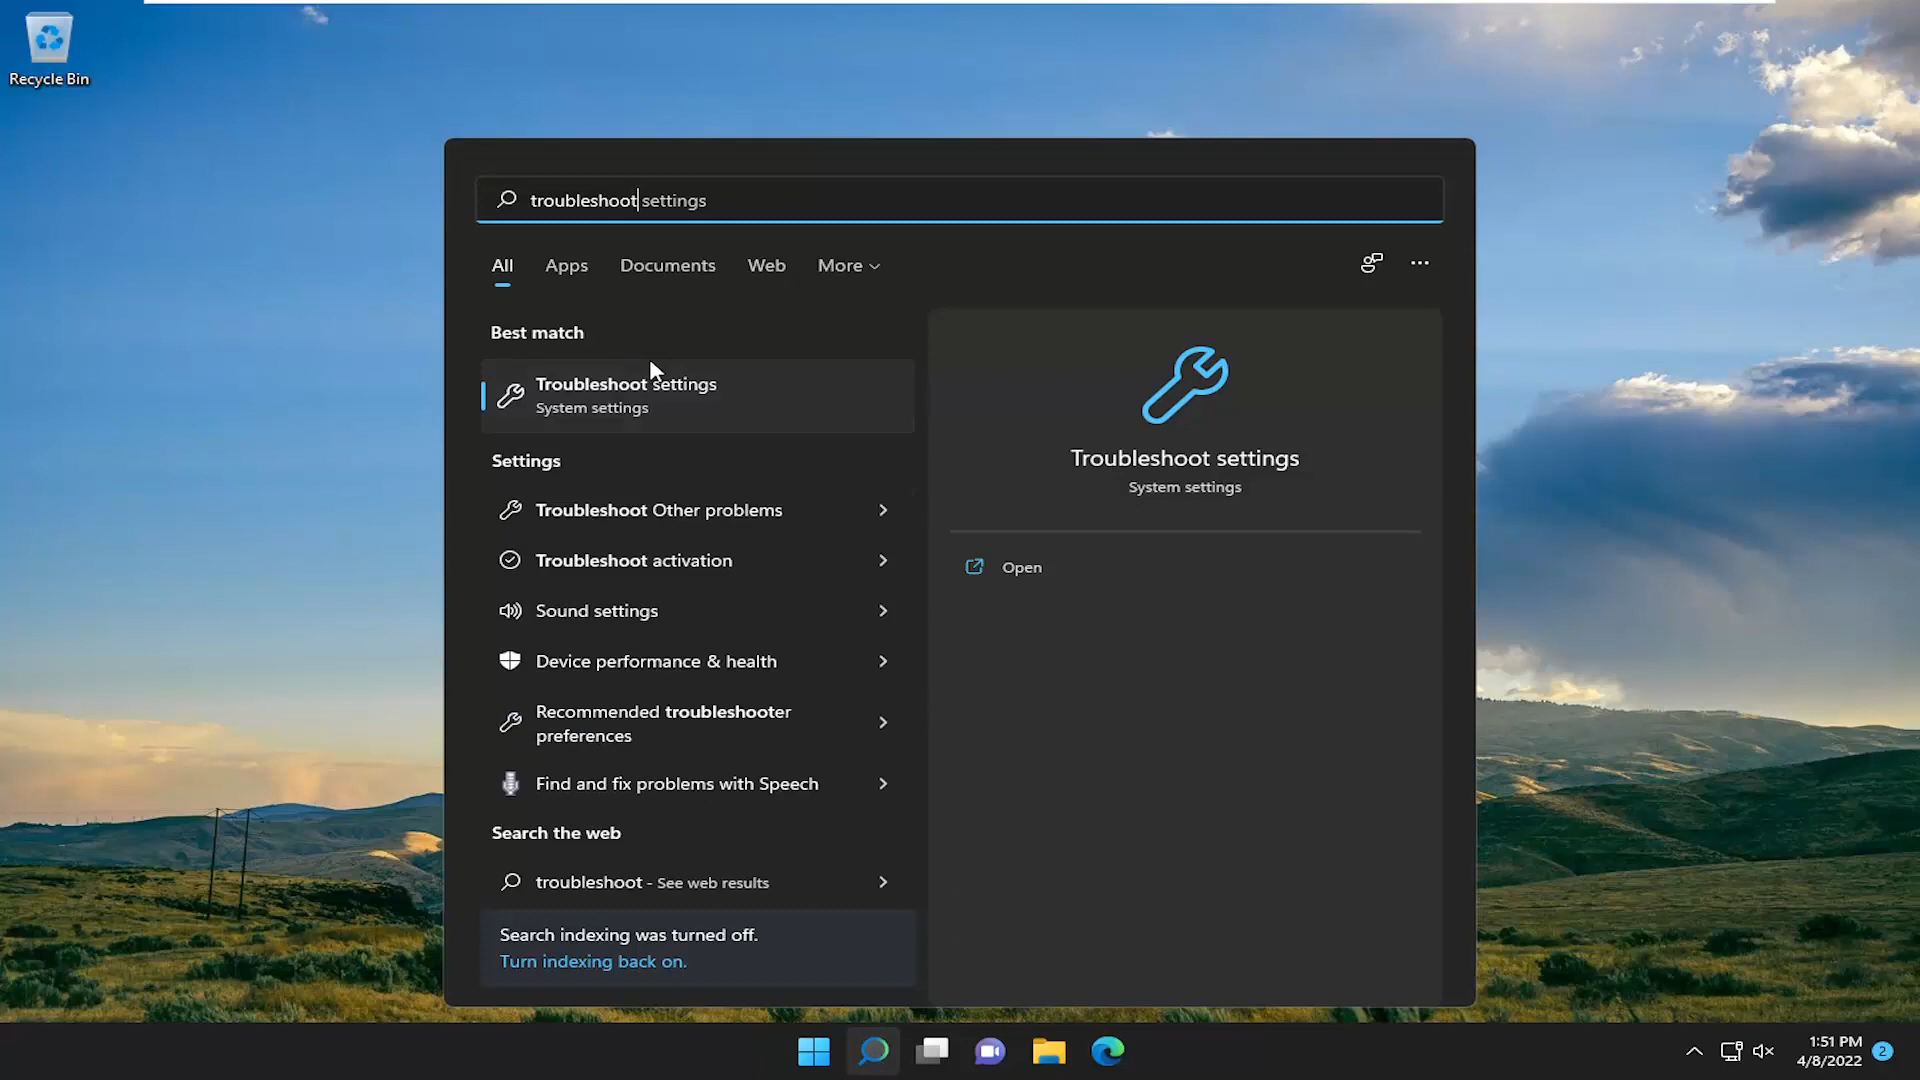 Recycle Bin
troubleshoot settings
All Apps Documents Web More
Best match
Troubleshoot settings
System settings
Settings
Troubleshoot Other problems
Troubleshoot activation
Sound settings
Device performance & health
Recommended troubleshooter
preferences
Find and fix problems with Speech
Search the web
troubleshoot - See web results
Search indexing was turned off.
Turn indexing back on.
Troubleshoot settings
System settings
Open
1:51 PM
4/8/2022
2